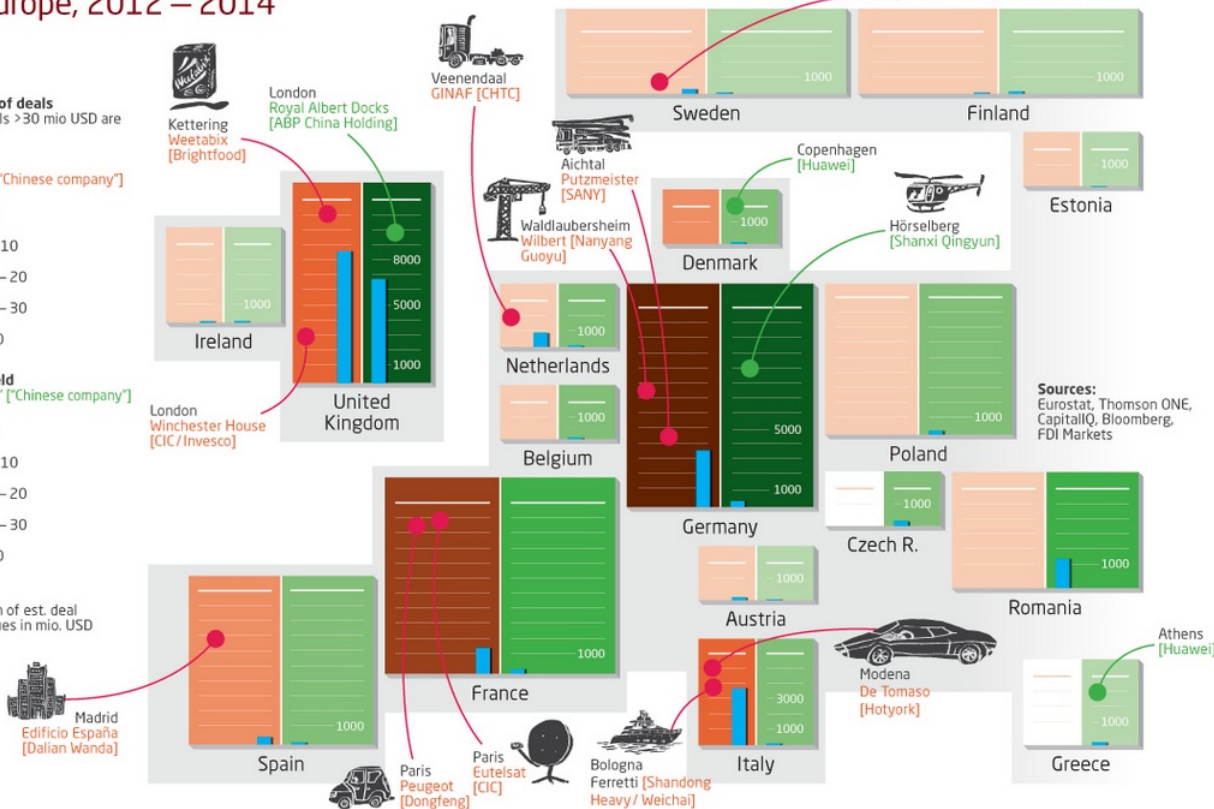 urope, 2012 — 2014
of deals
ls >30 mio USD are
"Chinese company"]
10
– 20
– 30
0
eld
' ["Chinese company"]
10
– 20
– 30
0
n of est. deal
ues in mio. USD
Kettering
Weetabix
[Brightfood]
London
Royal Albert Docks
[ABP China Holding]
Veenendaal
GINAF [CHTC]
1000
Sweden
1000
Finland
Aichtal
Putzmeister
[SANY]
Copenhagen
[Huawei]
1000
Estonia
Waldlaubersheim
Wilbert [Nanyang
Guoyu]
1000
Denmark
Hörselberg
[Shanxi Qingyun]
1000
Ireland
8000
5000
1000
United
Kingdom
London
Winchester House
[CIC/Invesco]
1000
Netherlands
1000
Belgium
5000
1000
Germany
1000
Poland
Sources:
Eurostat, Thomson ONE,
CapitalIQ, Bloomberg,
FDI Markets
1000
Czech R.
1000
Romania
1000
Austria
1000
France
1000
Spain
Madrid
Edificio España
[Dalian Wanda]
Paris
Peugeot
[Dongfeng]
Paris
Eutelsat
[CIC]
Bologna
Ferretti [Shandong
Heavy/Weichai]
3000
1000
Italy
Modena
De Tomaso
[Hotyork]
Athens
[Huawei]
1000
Greece